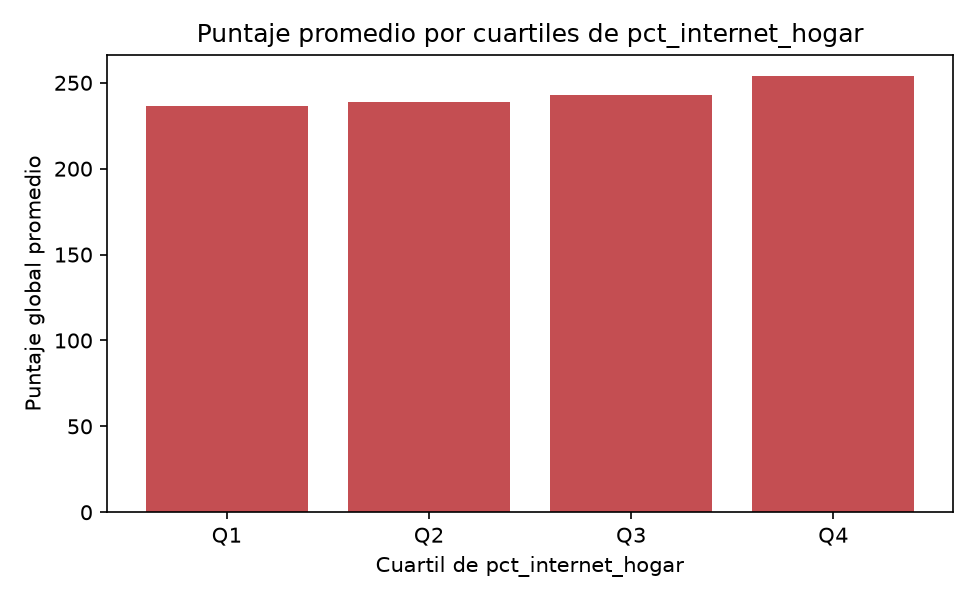 Puntaje promedio por cuartiles de pct_internet_hogar
Puntaje global promedio
250
200
150
100
50
0
Q1 Q2 Q3 Q4
Cuartil de pct_internet_hogar